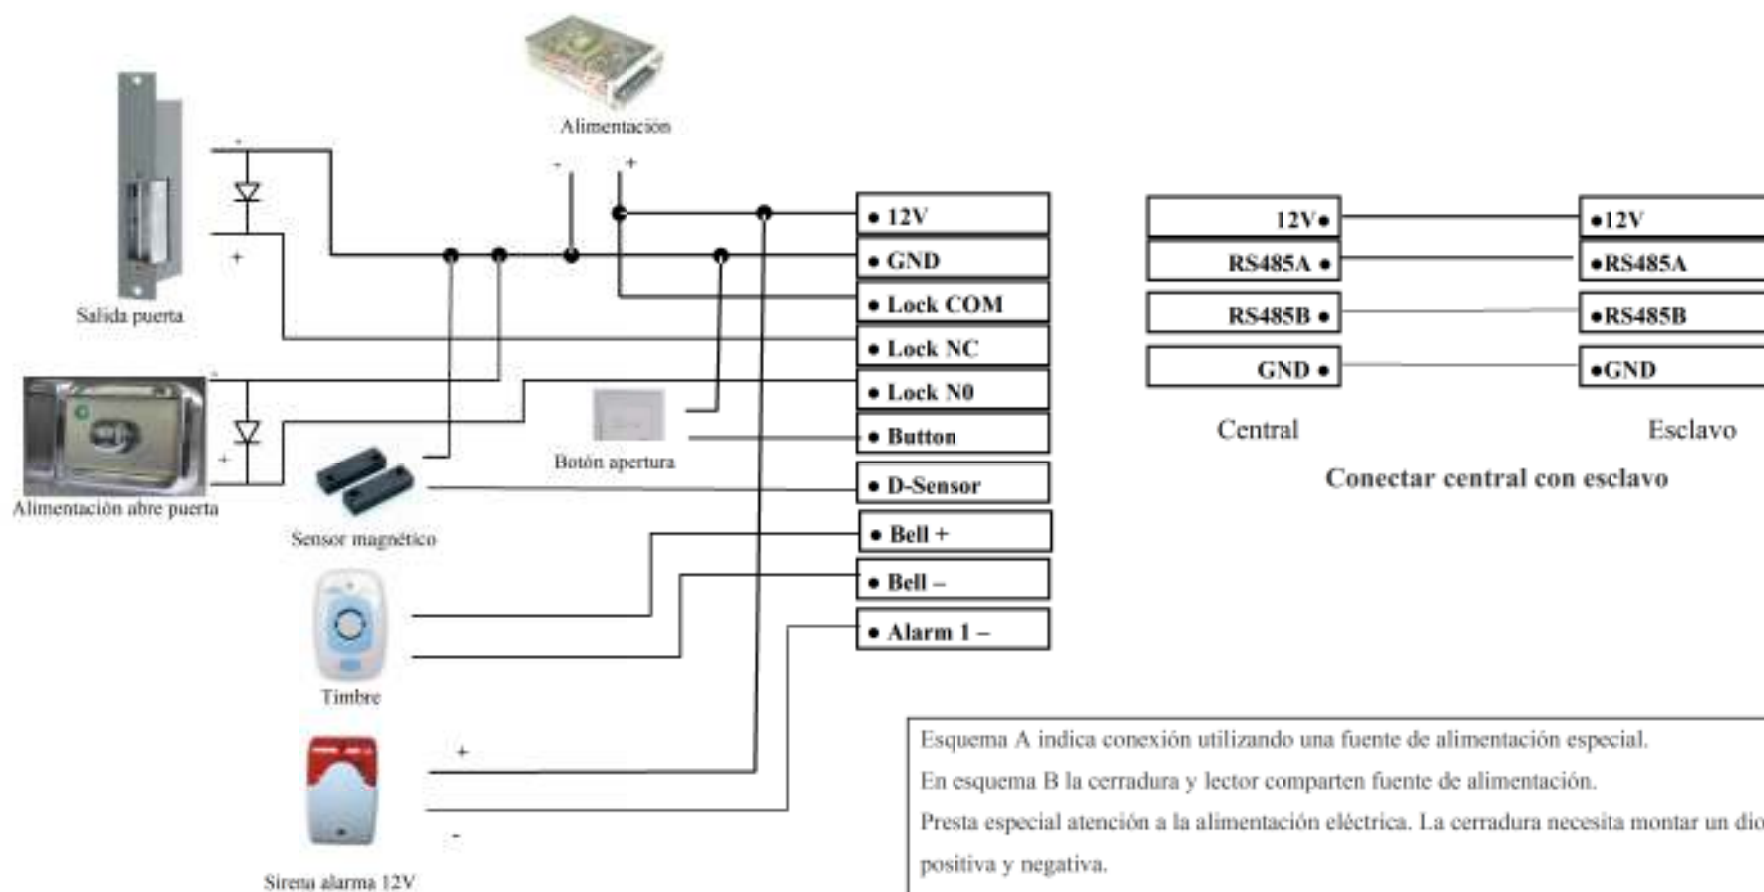 Alimentación
-
+
-
+
Salida puerta
-
+
Alimentación abre puerta
Sensor magnético
Botón apertura
Timbre
+
-
Sirena alarma 12V
● 12V
● GND
● Lock COM
● Lock NC
● Lock N0
● Button
● D-Sensor
● Bell +
● Bell –
● Alarm 1 –
12V●
RS485A ●
RS485B ●
GND ●
●12V
●RS485A
●RS485B
●GND
Central
Esclavo
Conectar central con esclavo
Esquema A indica conexión utilizando una fuente de alimentación especial.
En esquema B la cerradura y lector comparten fuente de alimentación.
Presta especial atención a la alimentación eléctrica. La cerradura necesita montar un dio
positiva y negativa.